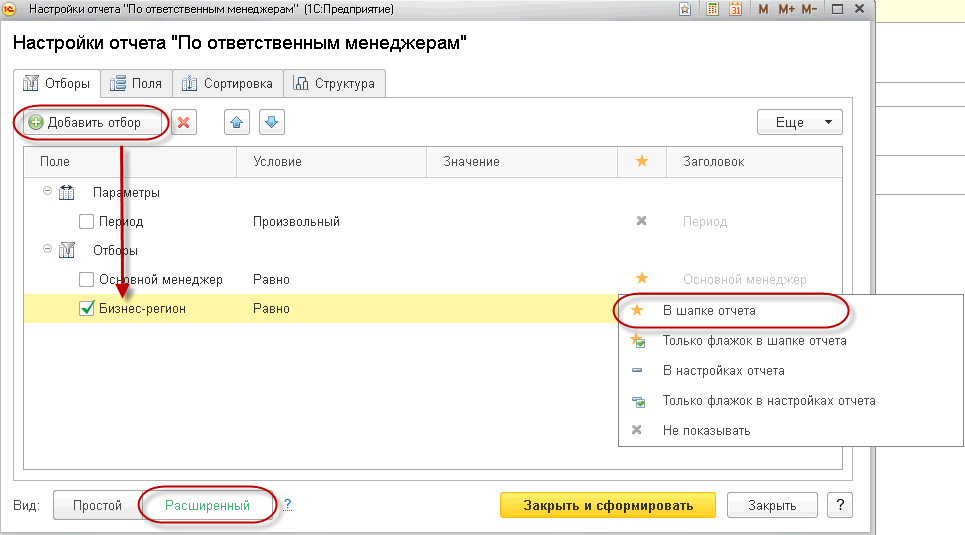 Настройки отчета "По ответственным менеджерам" (1С:Предприятие)
31 M M+ M-
Настройки отчета "По ответственным менеджерам"
Отборы Поля Сортировка Структура
Добавить отбор Еще
Поле Условие Значение Заголовок
Параметры
Период Произвольный Период
Отборы
Основной менеджер Равно Основной менеджер
Бизнес-регион Равно
В шапке отчета
Только флажок в шапке отчета
В настройках отчета
Только флажок в настройках отчета
Не показывать
Вид: Простой Расширенный ? Закрыть и сформировать Закрыть ?